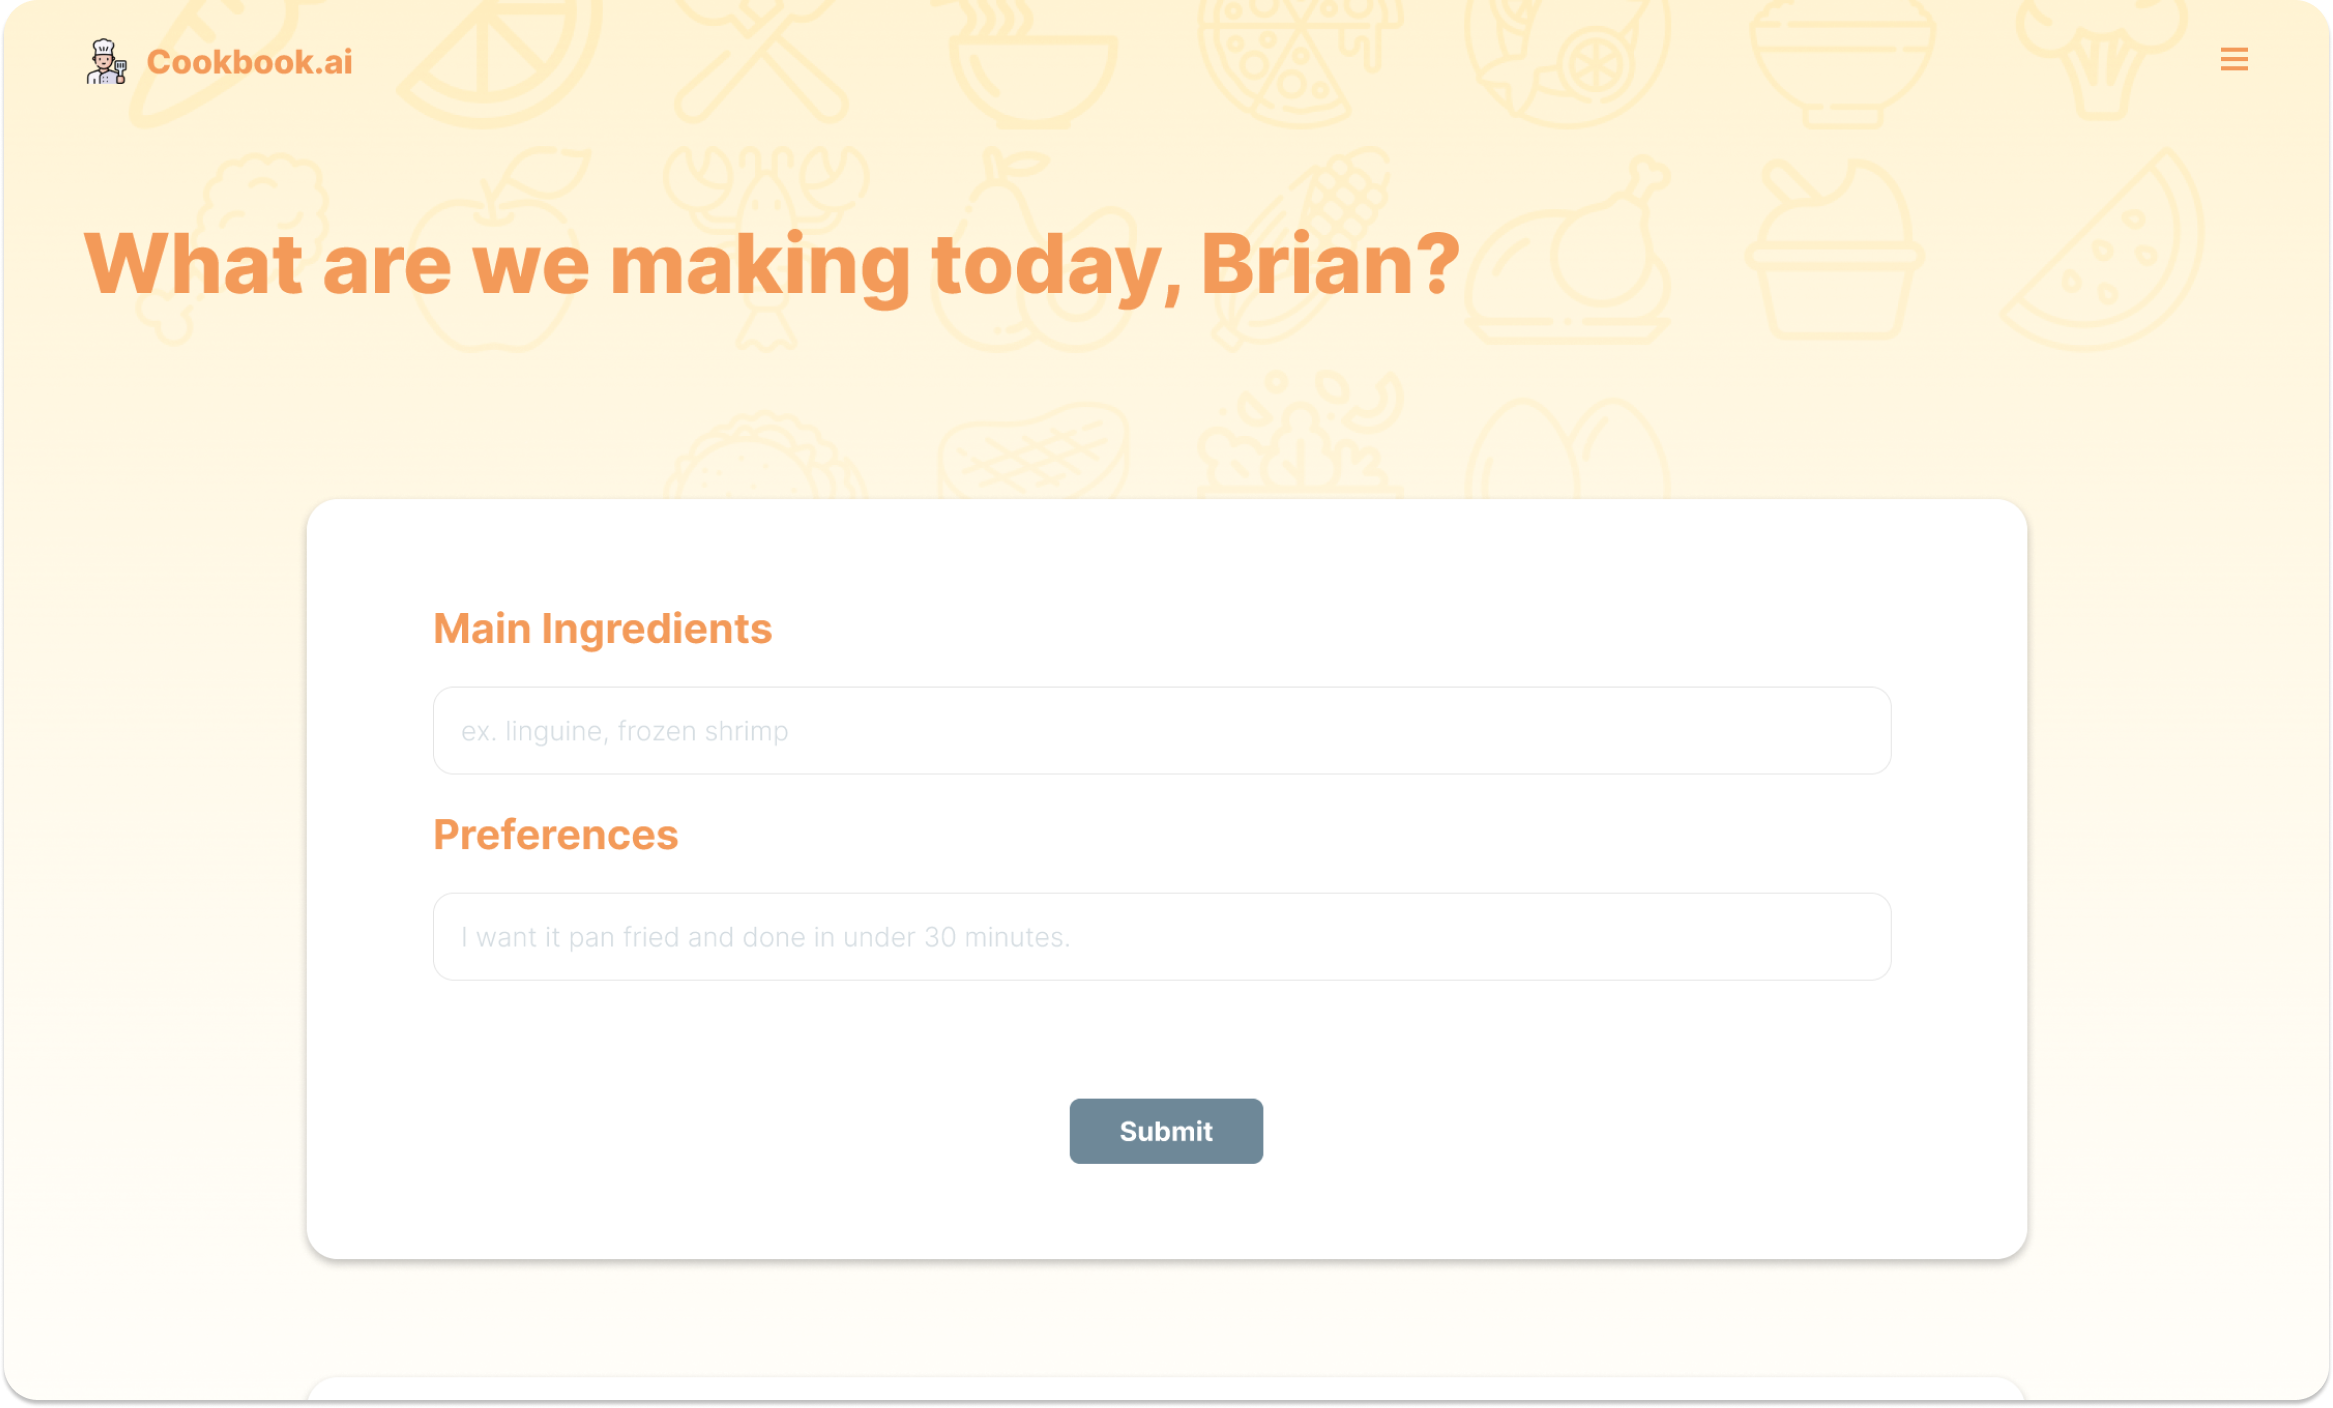 Cookbook.ai
What are we making today, Brian?
Main Ingredients
ex. linguine, frozen shrimp
Preferences
I want it pan fried and done in under 30 minutes.
Submit